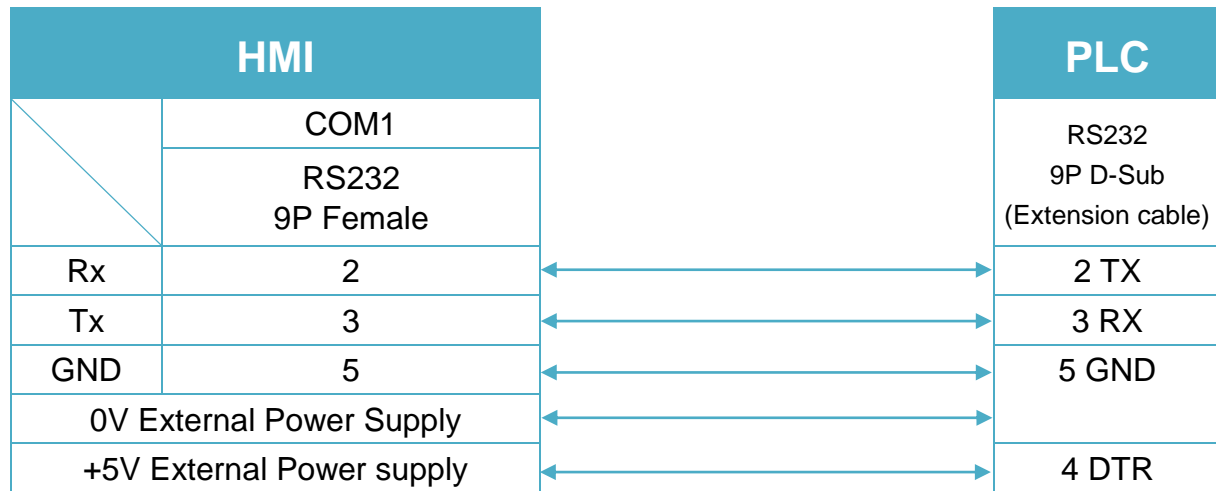 HMI
PLC
COM1
RS232
9P Female
RS232
9P D-Sub
(Extension cable)
Rx
2
2 TX
Tx
3
3 RX
GND
5
5 GND
0V External Power Supply
+5V External Power supply
4 DTR